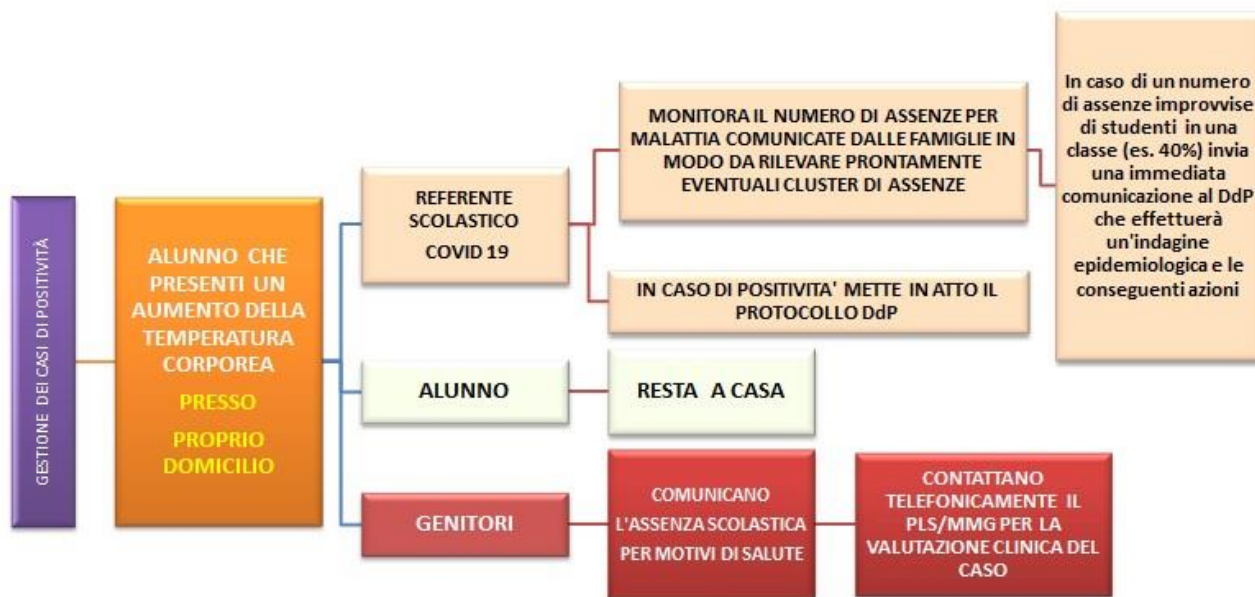 GESTIONE DEI CASI DI POSITIVITÀ
ALUNNO CHE
PRESENTI UN
AUMENTO DELLA
TEMPERATURA
CORPOREA
PRESSO
PROPRIO
DOMICILIO
REFERENTE
SCOLASTICO
COVID 19
MONITORA IL NUMERO DI ASSENZE PER
MALATTIA COMUNICATE DALLE FAMIGLIE IN
MODO DA RILEVARE PRONTAMENTE
EVENTUALI CLUSTER DI ASSENZE
In caso di un numero
di assenze improvvise
di studenti in una
classe (es. 40%) invia
una immediata
comunicazione al DdP
che effettuerà
un'indagine
epidemiologica e le
conseguenti azioni
IN CASO DI POSITIVITA' METTE IN ATTO IL
PROTOCOLLO DdP
ALUNNO
RESTA A CASA
GENITORI
COMUNICANO
L'ASSENZA SCOLASTICA
PER MOTIVI DI SALUTE
CONTATTANO
TELEFONICAMENTE IL
PLS/MMG PER LA
VALUTAZIONE CLINICA DEL
CASO